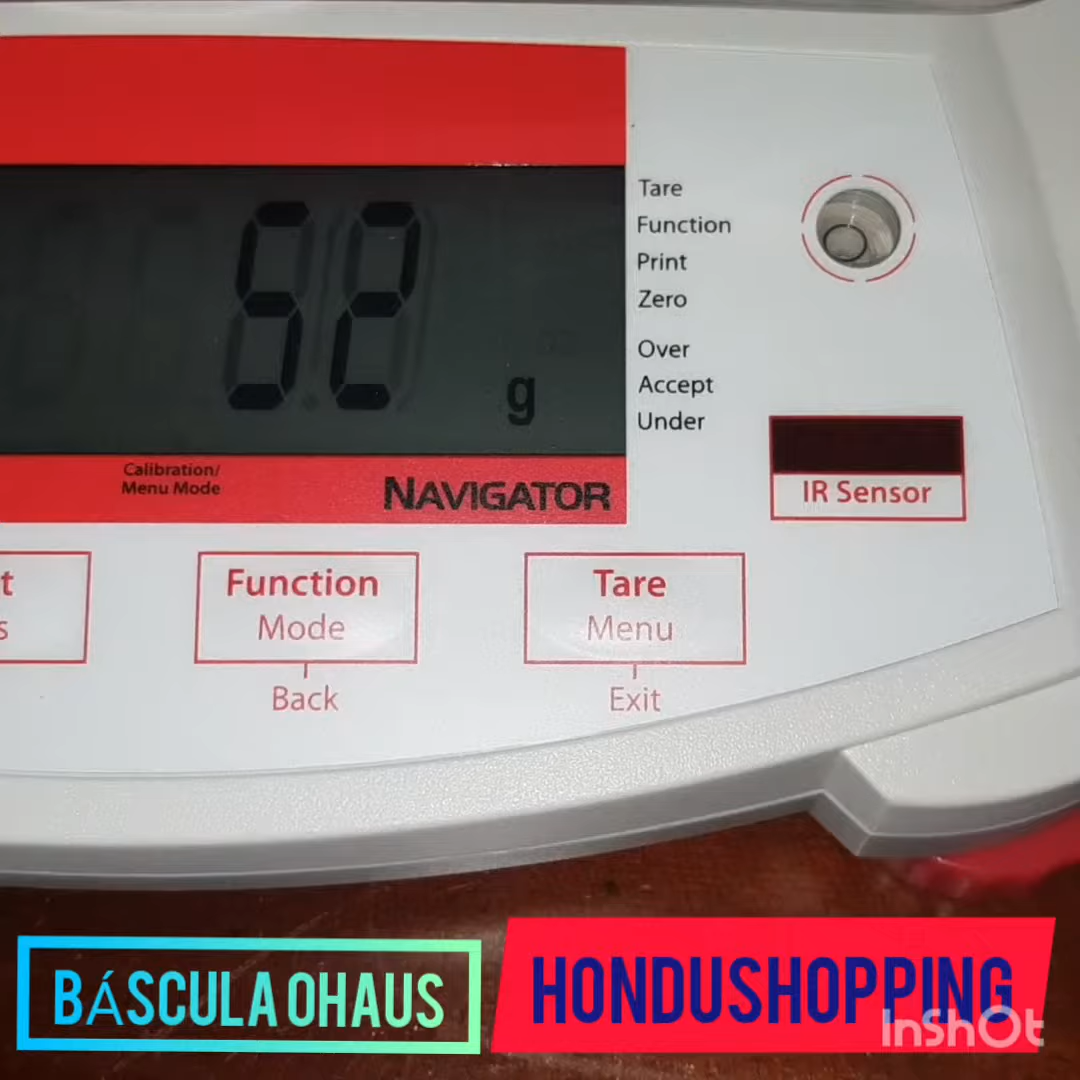 52 g
Tare
Function
Print
Zero
Over
Accept
Under
Calibration/
Menu Mode
NAVIGATOR
IR Sensor
t
s
Function
Mode
Back
Tare
Menu
Exit
BÁSCULA OHAUS
HONDUSHOPPING
InShOt